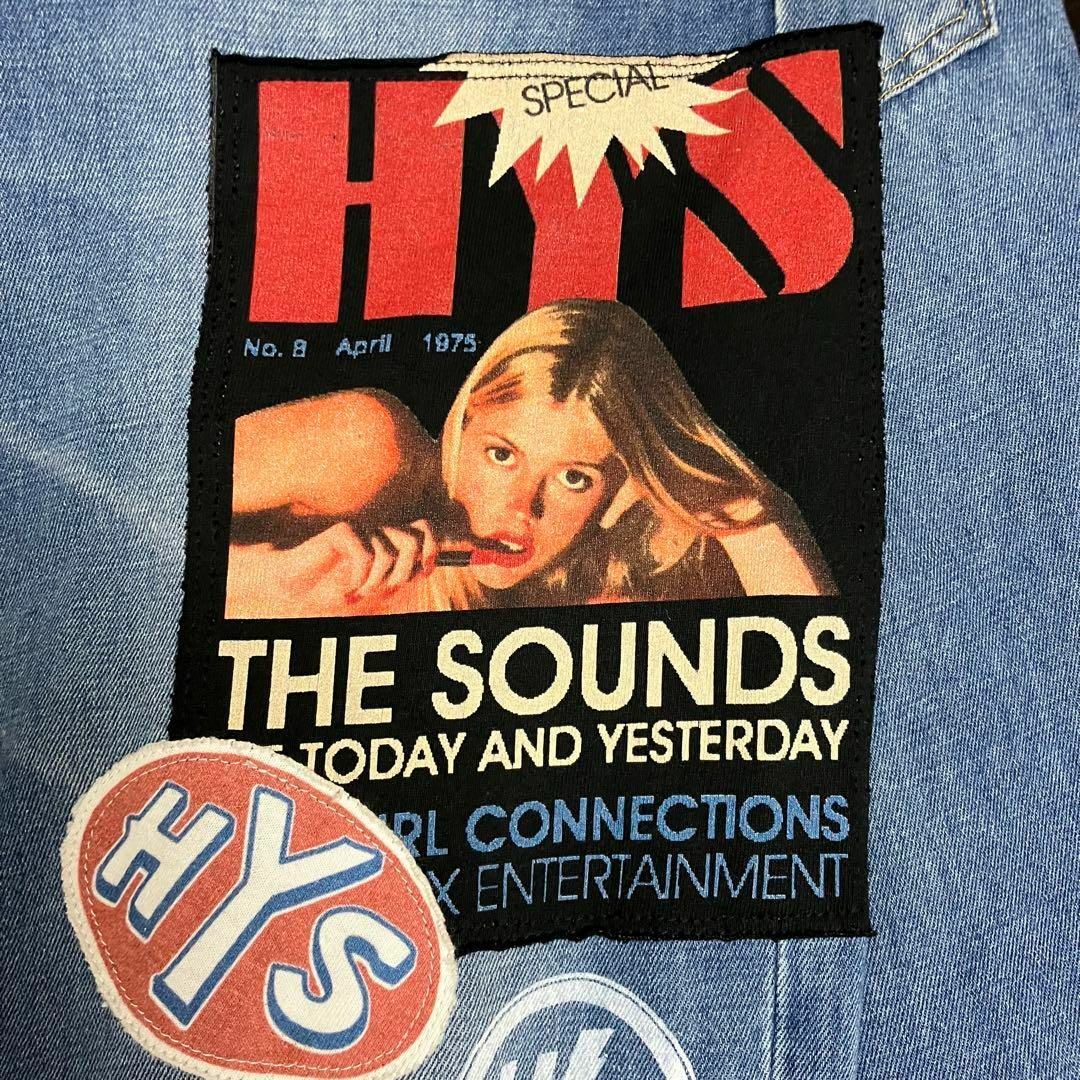 SPECIAL
HYS
No. 8 April 1975
THE SOUNDS
TODAY AND YESTERDAY
CONNECTIONS
ENTERTAINMENT
HYS